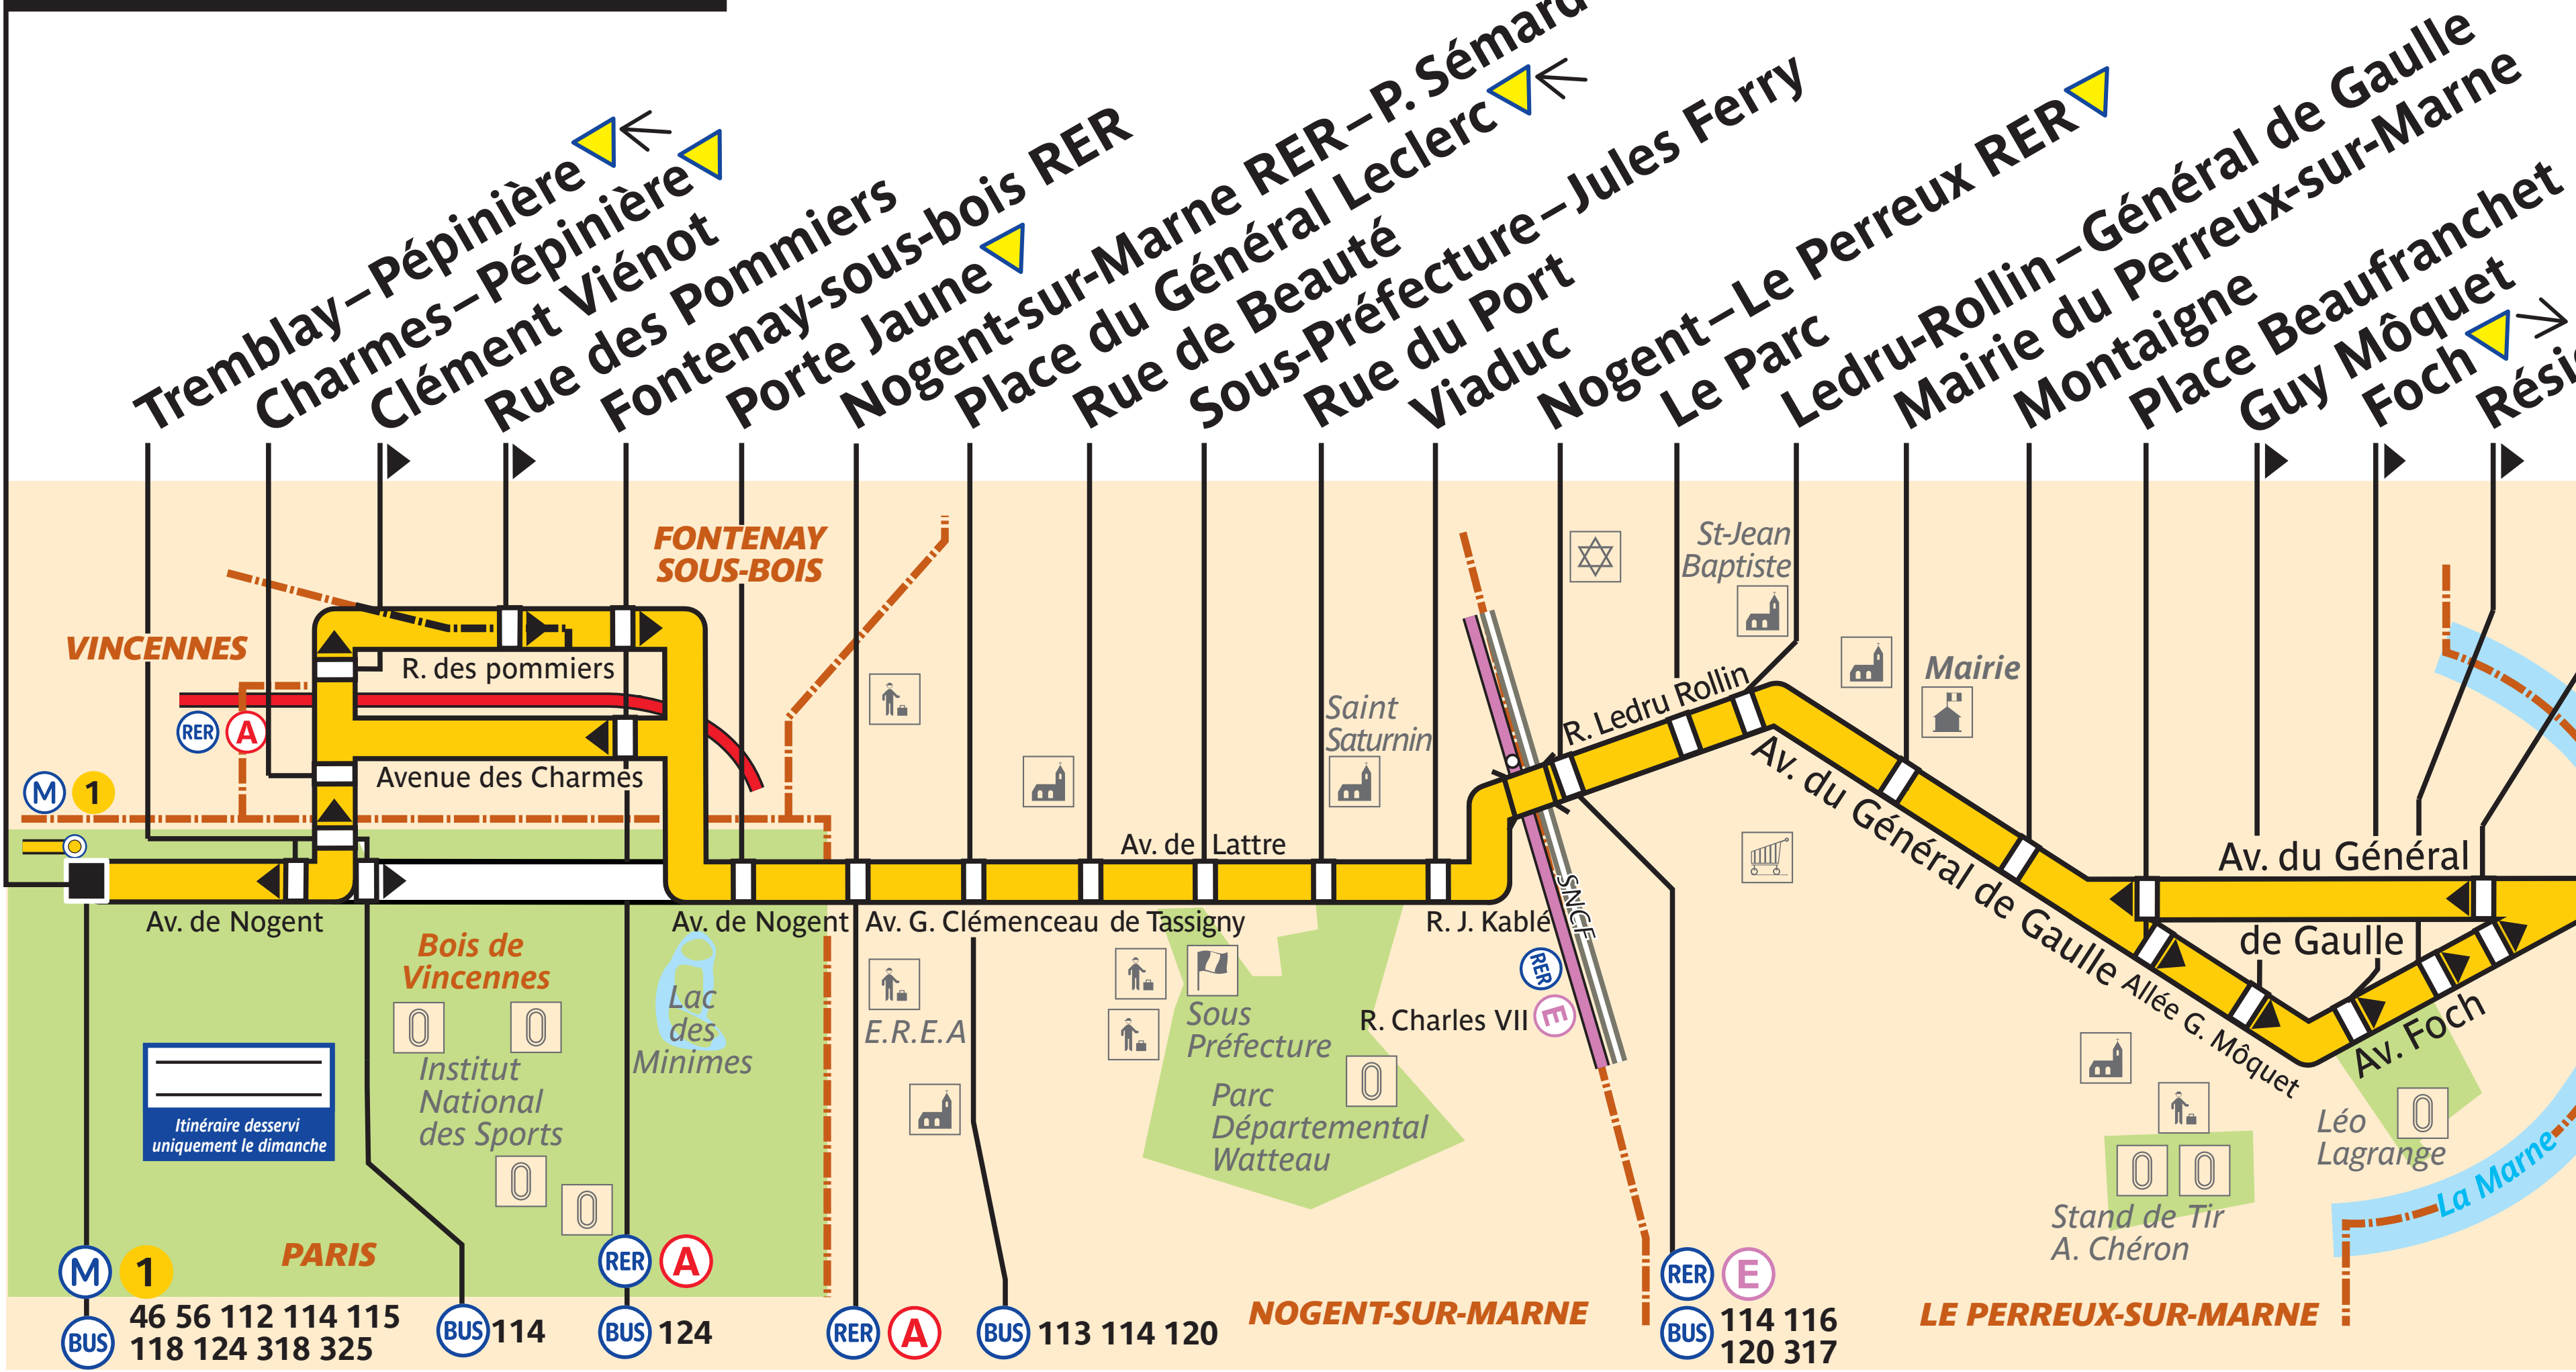 Tremblay–Pépinière
Charmes–Pépinière
Clément Viénot
Rue des Pommiers
Fontenay-sous-bois RER
Porte Jaune
Nogent-sur-Marne RER–P. Sémard
Place du Général Leclerc
Rue de Beauté
Sous-Préfecture–Jules Ferry
Rue du Port
Viaduc
Nogent–Le Perreux RER
Le Parc
Ledru-Rollin–Général de Gaulle
Mairie du Perreux-sur-Marne
Montaigne
Place Beaufranchet
Guy Môquet
Foch
FONTENAY
SOUS-BOIS
VINCENNES
R. des pommiers
RER A
Avenue des Charmes
M 1
Av. de Nogent
Av. de Nogent
Av. G. Clémenceau
Av. de Lattre
de Tassigny
R. J. Kablé
Saint
Saturnin
St-Jean
Baptiste
Mairie
R. Ledru Rollin
Av. du Général de Gaulle
Av. du Général
de Gaulle
Allée G. Môquet
Av. Foch
SNCF
RER
E
R. Charles VII
Bois de
Vincennes
Lac
des
Minimes
Institut
National
des Sports
Itinéraire desservi
uniquement le dimanche
E.R.E.A
Sous
Préfecture
Parc
Départemental
Watteau
Léo
Lagrange
La Marne
Stand de Tir
A. Chéron
PARIS
NOGENT-SUR-MARNE
LE PERREUX-SUR-MARNE
M 1
BUS 46 56 112 114 115
118 124 318 325
BUS 114
RER A
BUS 124
RER A
BUS 113 114 120
RER E
BUS 114 116
120 317